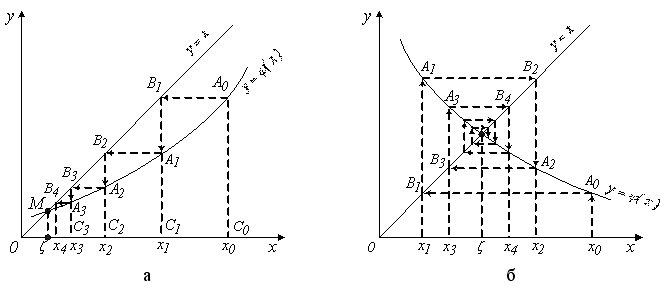 y
y = x
y = φ(x)
B₁ A₀
B₂ A₁
B₃ A₂
B₄ A₃
M
C₃ C₂ C₁ C₀
0 ζ x₄ x₃ x₂ x₁ x₀ x
а
y
y = x
y = φ(x)
A₁ B₂
A₃ B₄
B₃ A₂
B₁ A₀
0 x₁ x₃ ζ x₄ x₂ x₀ x
б